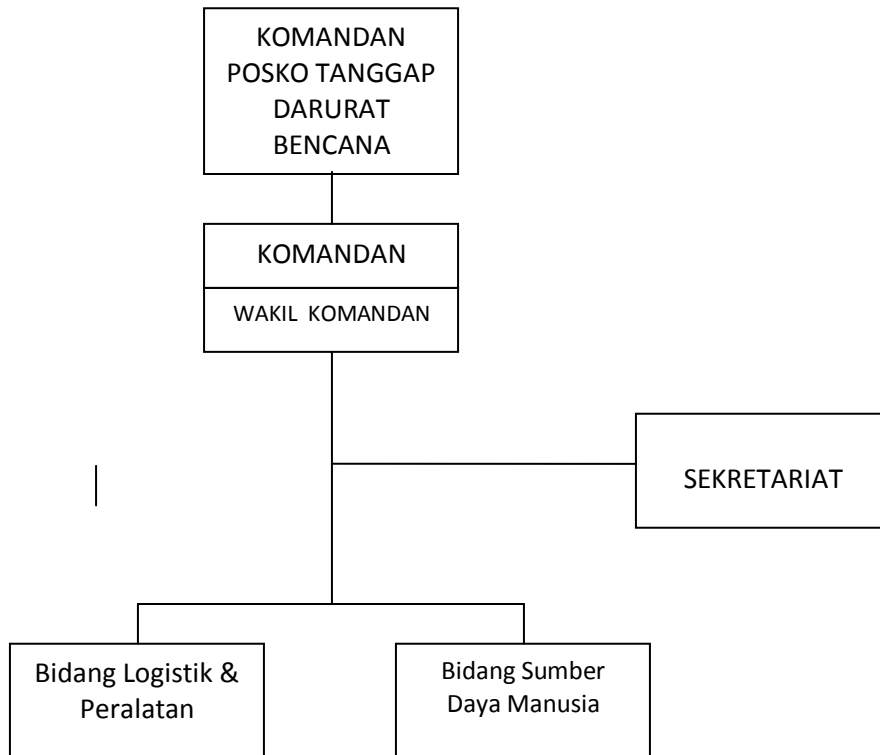 KOMANDAN
POSKO TANGGAP
DARURAT
BENCANA
KOMANDAN
WAKIL KOMANDAN
SEKRETARIAT
Bidang Logistik &
Peralatan
Bidang Sumber
Daya Manusia